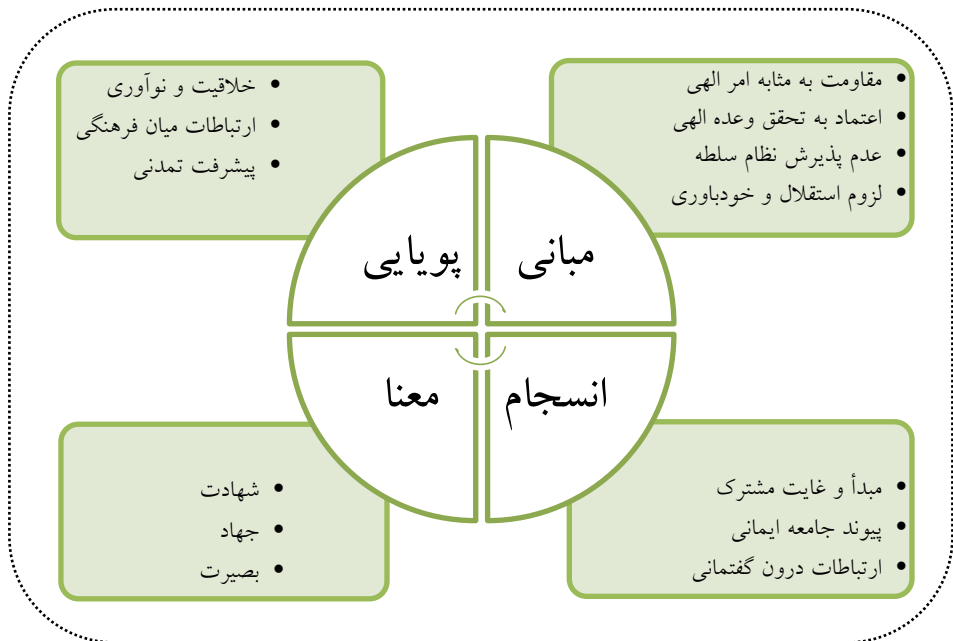 مقاومت به مثابه امر الهی
اعتماد به تحقق وعده الهی
عدم پذیرش نظام سلطه
لزوم استقلال و خودباوری
خلاقیت و نوآوری
ارتباطات میان فرهنگی
پیشرفت تمدنی
مبانی
پویایی
انسجام
معنا
مبدأ و غایت مشترک
پیوند جامعه ایمانی
ارتباطات درون گفتمانی
شهادت
جهاد
بصیرت